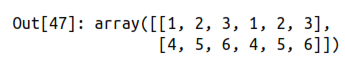 Out[47]: array([[1, 2, 3, 1, 2, 3],
[4, 5, 6, 4, 5, 6]])